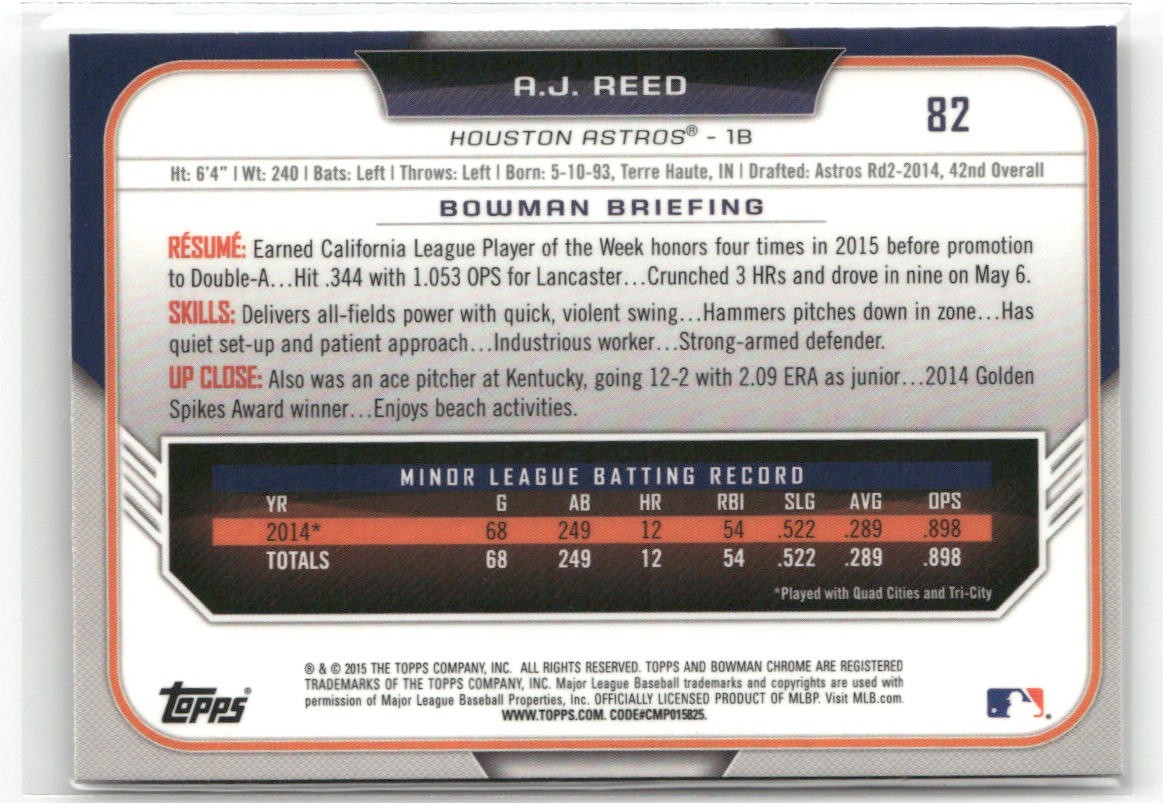 A.J. REED
82
HOUSTON ASTROS® - 1B
Ht: 6'4" | Wt: 240 | Bats: Left | Throws: Left | Born: 5-10-93, Terre Haute, IN | Drafted: Astros Rd2-2014, 42nd Overall
BOWMAN BRIEFING
RÉSUMÉ: Earned California League Player of the Week honors four times in 2015 before promotion
to Double-A...Hit .344 with 1.053 OPS for Lancaster...Crunched 3 HRs and drove in nine on May 6.
SKILLS: Delivers all-fields power with quick, violent swing...Hammers pitches down in zone...Has
quiet set-up and patient approach...Industrious worker...Strong-armed defender.
UP CLOSE: Also was an ace pitcher at Kentucky, going 12-2 with 2.09 ERA as junior...2014 Golden
Spikes Award winner...Enjoys beach activities.
MINOR LEAGUE BATTING RECORD
YR G AB HR RBI SLG AVG OPS
2014* 68 249 12 54 .522 .289 .898
TOTALS 68 249 12 54 .522 .289 .898
*Played with Quad Cities and Tri-City
® & © 2015 THE TOPPS COMPANY, INC. ALL RIGHTS RESERVED. TOPPS AND BOWMAN CHROME ARE REGISTERED
TRADEMARKS OF THE TOPPS COMPANY, INC. Major League Baseball trademarks and copyrights are used with
permission of Major League Baseball Properties, Inc. OFFICIALLY LICENSED PRODUCT OF MLBP. Visit MLB.com.
WWW.TOPPS.COM. CODE#CMP015825.
TOPPS®